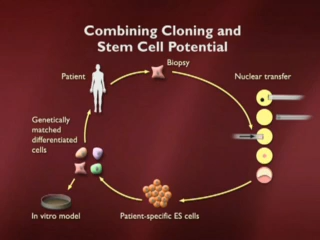 Combining Cloning and
Stem Cell Potential
Biopsy
Patient
Nuclear transfer
Genetically
matched
differentiated
cells
In vitro model
Patient-specific ES cells